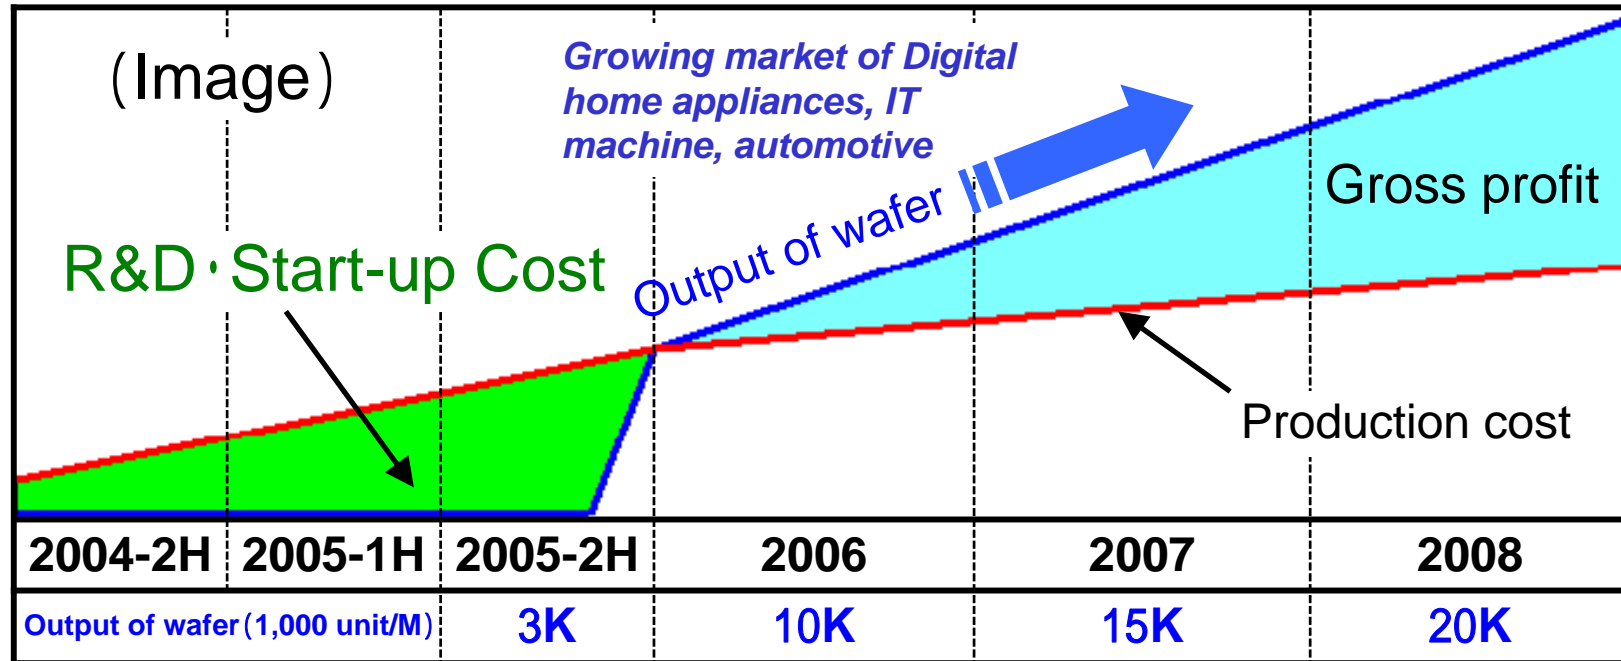 (Image)
Growing market of Digital
home appliances, IT
machine, automotive
Output of wafer
Gross profit
R&D・Start-up Cost
Production cost
2004-2H 2005-1H 2005-2H 2006 2007 2008
Output of wafer(1,000 unit/M) 3K 10K 15K 20K